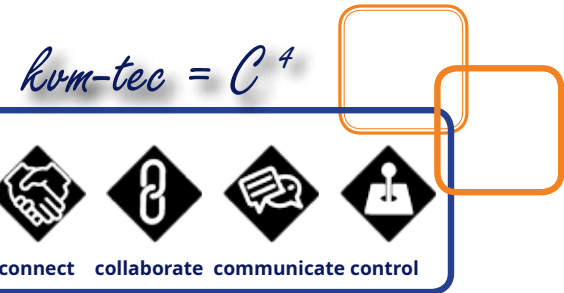 kvm-tec = C⁴
connect collaborate communicate control